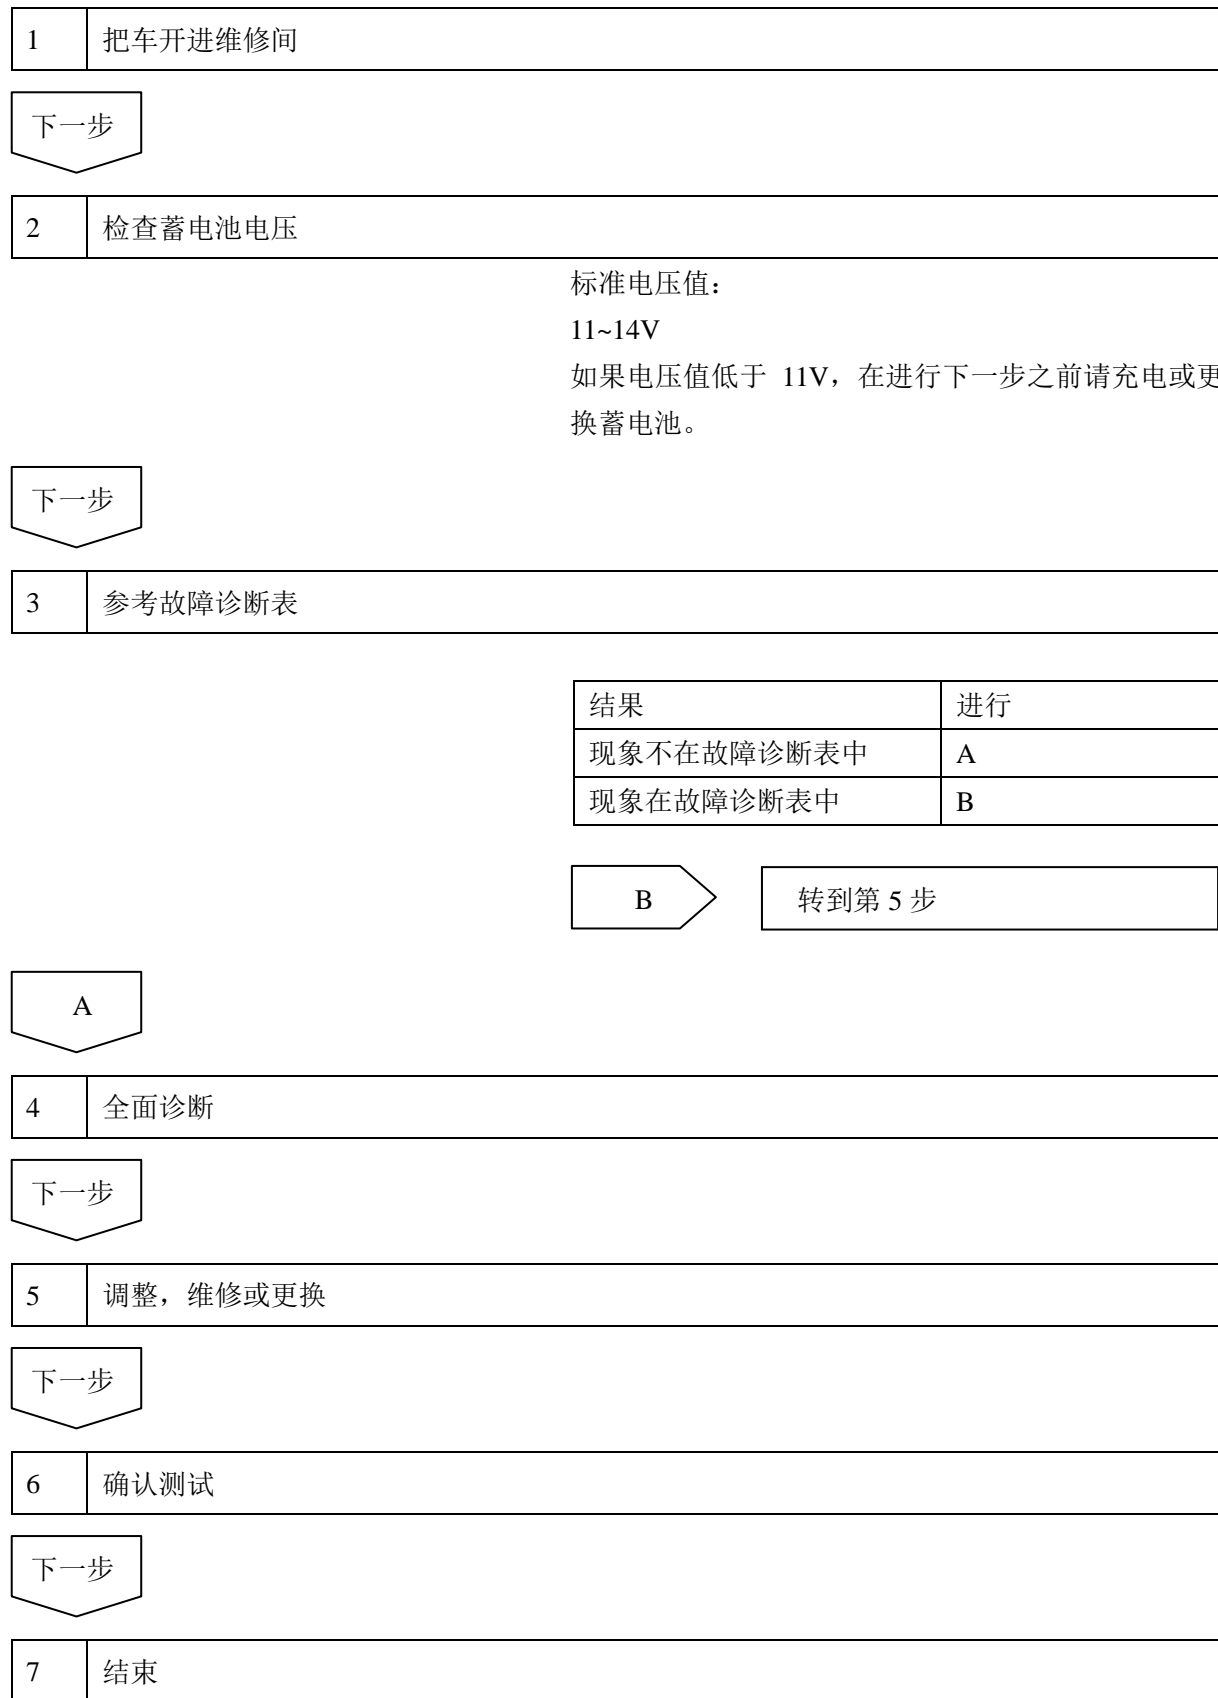 1 把车开进维修间
下一步
2 检查蓄电池电压
标准电压值：
11~14V
如果电压值低于 11V，在进行下一步之前请充电或更
换蓄电池。
下一步
3 参考故障诊断表
结果 进行
现象不在故障诊断表中 A
现象在故障诊断表中 B
B 转到第 5 步
A
4 全面诊断
下一步
5 调整，维修或更换
下一步
6 确认测试
下一步
7 结束